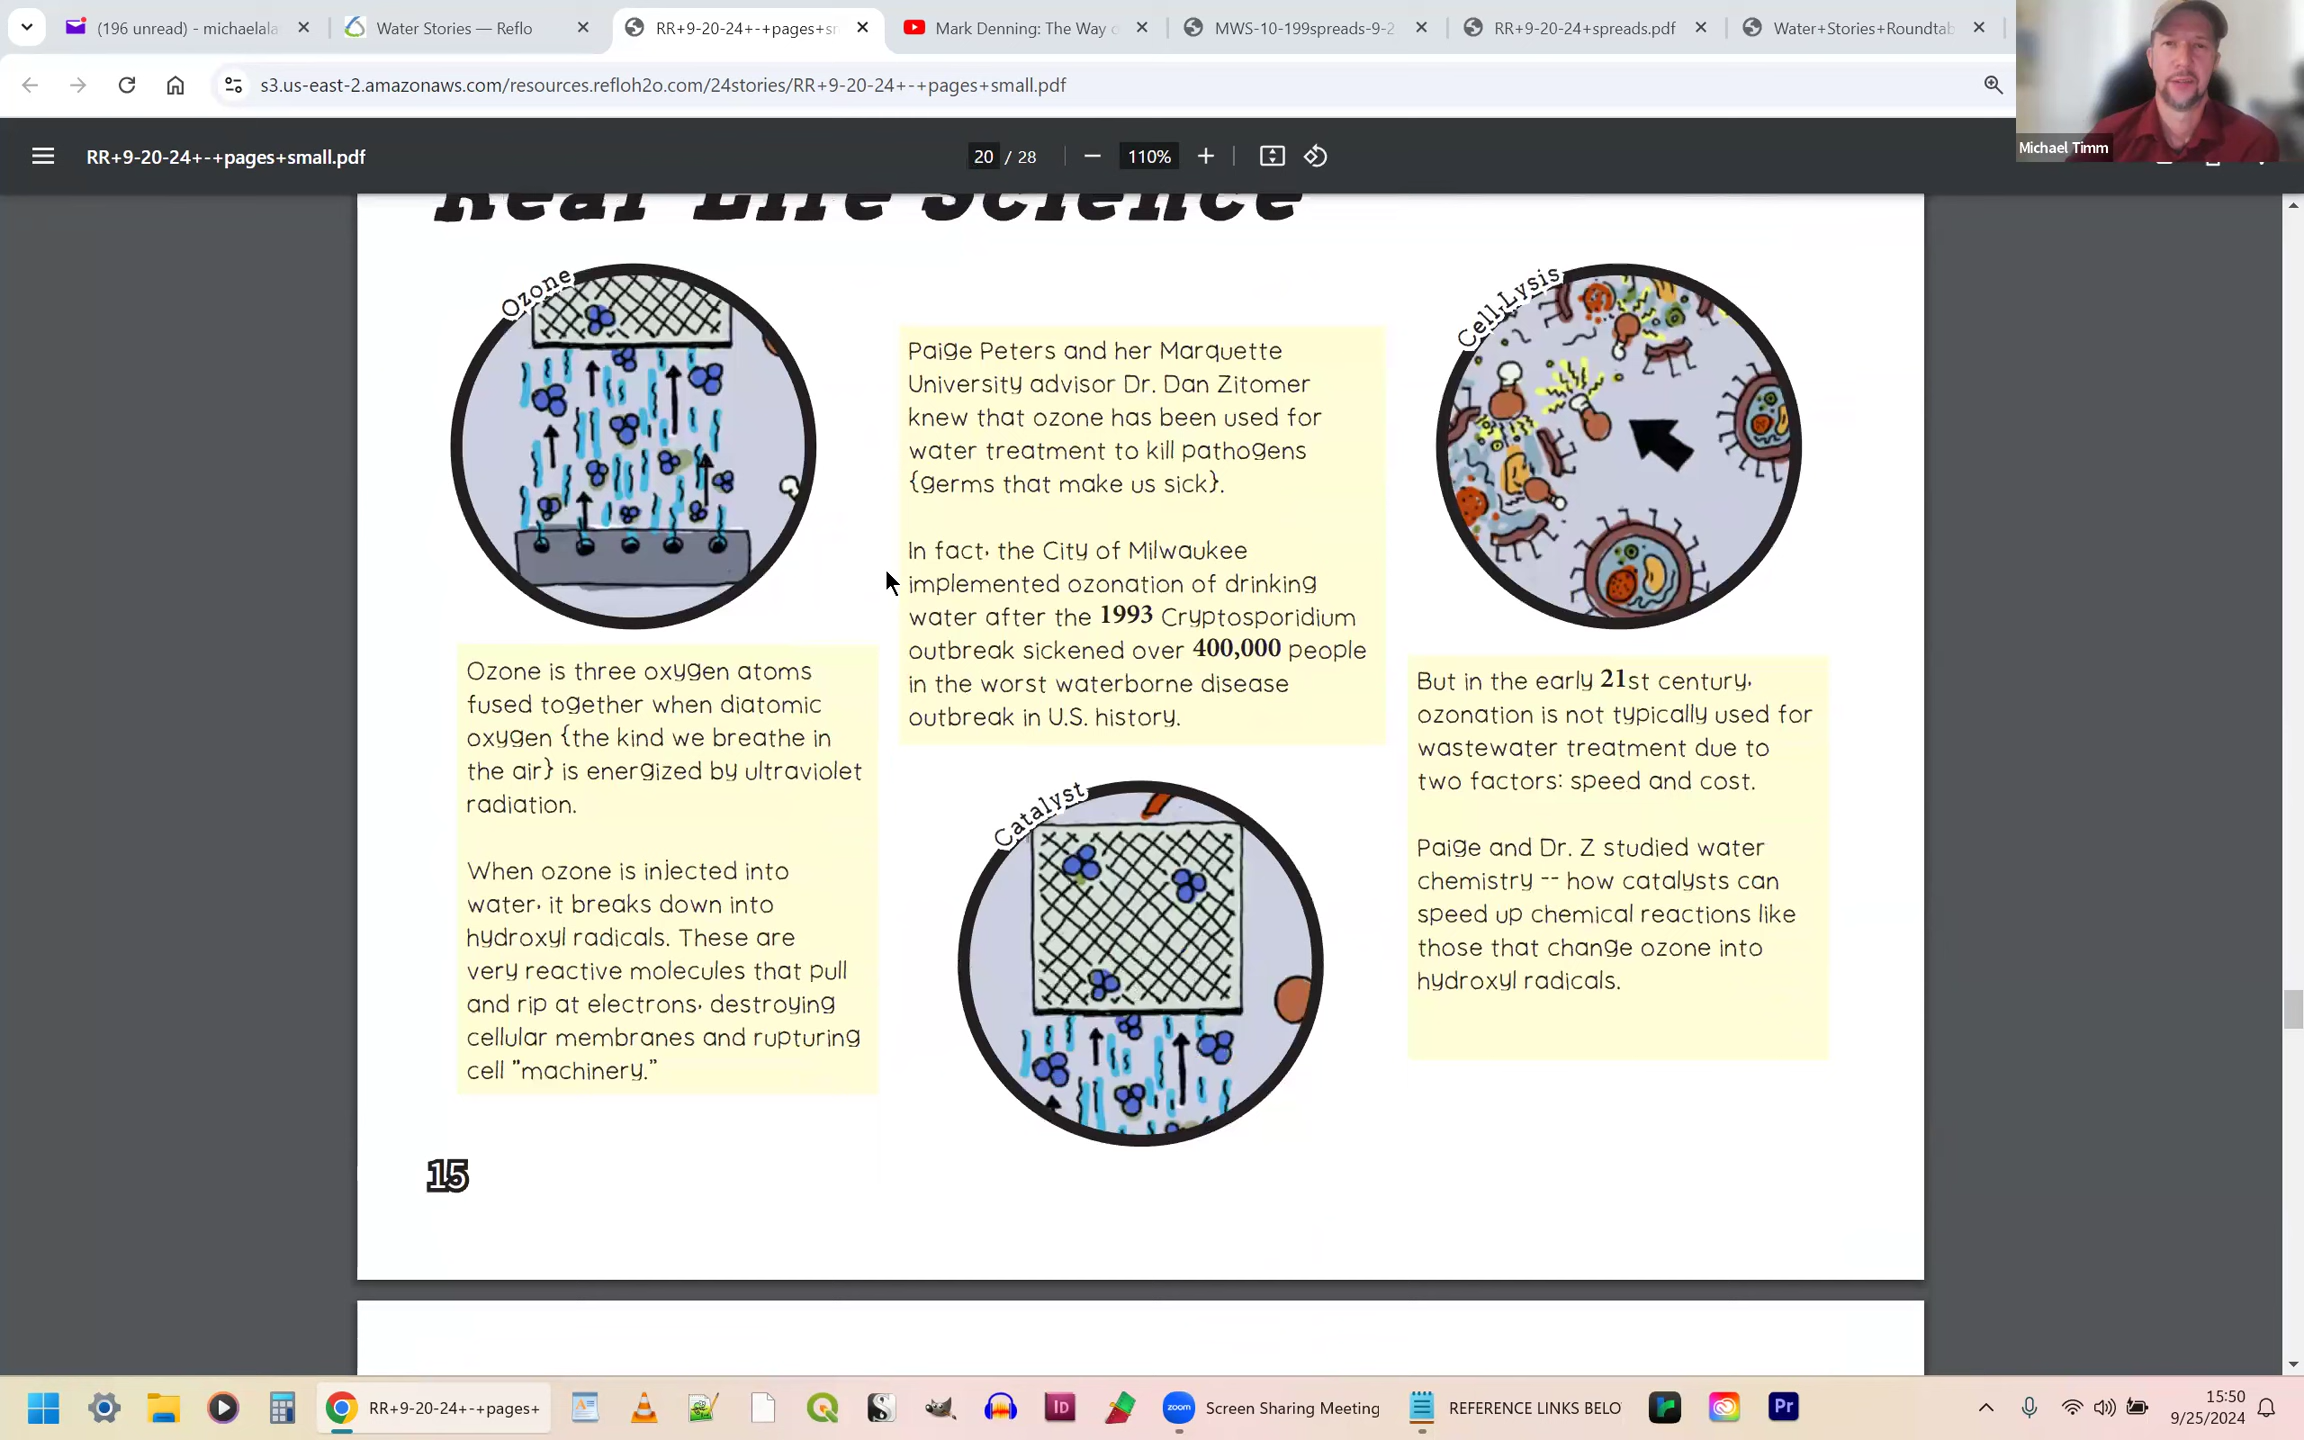 (196 unread) - michaelala
Water Stories — Reflo
RR+9-20-24+-+pages+sm
Mark Denning: The Way o
MWS-10-199spreads-9-2
RR+9-20-24+spreads.pdf
Water+Stories+Roundtab
s3.us-east-2.amazonaws.com/resources.refloh2o.com/24stories/RR+9-20-24+-+pages+small.pdf
RR+9-20-24+-+pages+small.pdf
20 / 28
110%
Michael Timm
Real Life Science
Ozone
Ozone is three oxygen atoms
fused together when diatomic
oxygen {the kind we breathe in
the air} is energized by ultraviolet
radiation.
When ozone is injected into
water, it breaks down into
hydroxyl radicals. These are
very reactive molecules that pull
and rip at electrons, destroying
cellular membranes and rupturing
cell "machinery."
Paige Peters and her Marquette
University advisor Dr. Dan Zitomer
knew that ozone has been used for
water treatment to kill pathogens
{germs that make us sick}.
In fact, the City of Milwaukee
implemented ozonation of drinking
water after the 1993 Cryptosporidium
outbreak sickened over 400,000 people
in the worst waterborne disease
outbreak in U.S. history.
Catalyst
Cell Lysis
But in the early 21st century,
ozonation is not typically used for
wastewater treatment due to
two factors: speed and cost.
Paige and Dr. Z studied water
chemistry -- how catalysts can
speed up chemical reactions like
those that change ozone into
hydroxyl radicals.
15
RR+9-20-24+-+pages+
ID
zoom
Screen Sharing Meeting
REFERENCE LINKS BELO
Pr
15:50
9/25/2024